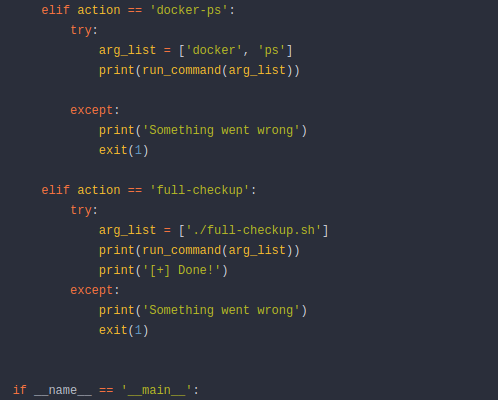 elif action == 'docker-ps':
try:
arg_list = ['docker', 'ps']
print(run_command(arg_list))
except:
print('Something went wrong')
exit(1)
elif action == 'full-checkup':
try:
arg_list = ['./full-checkup.sh']
print(run_command(arg_list))
print('[+] Done!')
except:
print('Something went wrong')
exit(1)
if __name__ == '__main__':